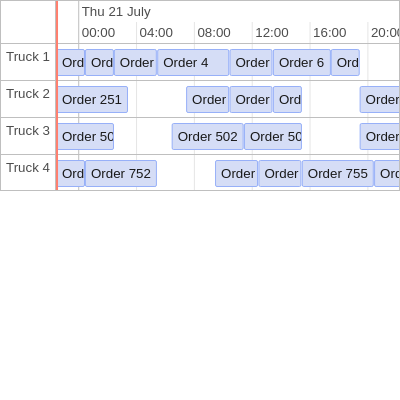 Thu 21 July
00:00 04:00 08:00 12:00 16:00 20:00
Truck 1 Ord Ord Order Order 4 Order Order 6 Ord
Truck 2 Order 251 Order Order Ord Order
Truck 3 Order 50 Order 502 Order 50 Order
Truck 4 Ord Order 752 Order Order Order 755 Ord